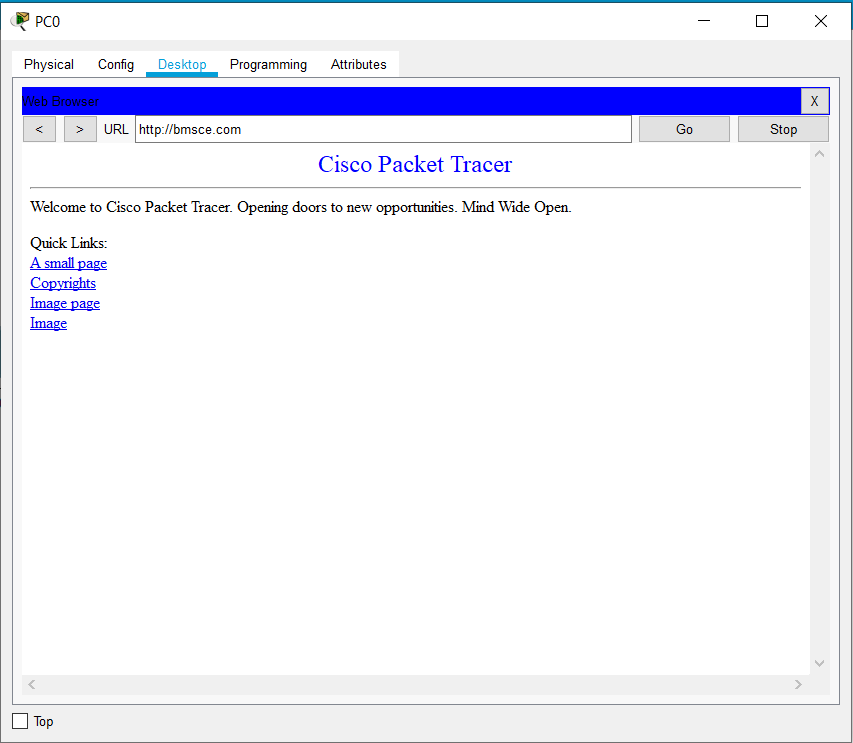 PC0
Physical Config Desktop Programming Attributes
Web Browser X
< > URL http://bmsce.com Go Stop
Cisco Packet Tracer
Welcome to Cisco Packet Tracer. Opening doors to new opportunities. Mind Wide Open.
Quick Links:
A small page
Copyrights
Image page
Image
Top